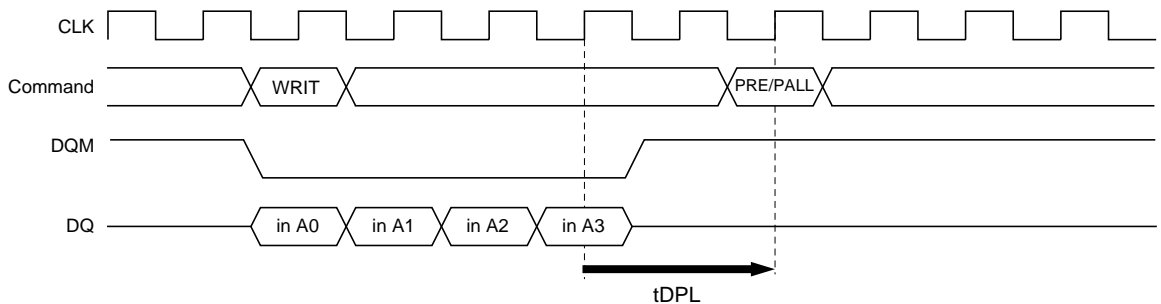 CLK
Command
WRIT
PRE/PALL
DQM
DQ
in A0
in A1
in A2
in A3
tDPL